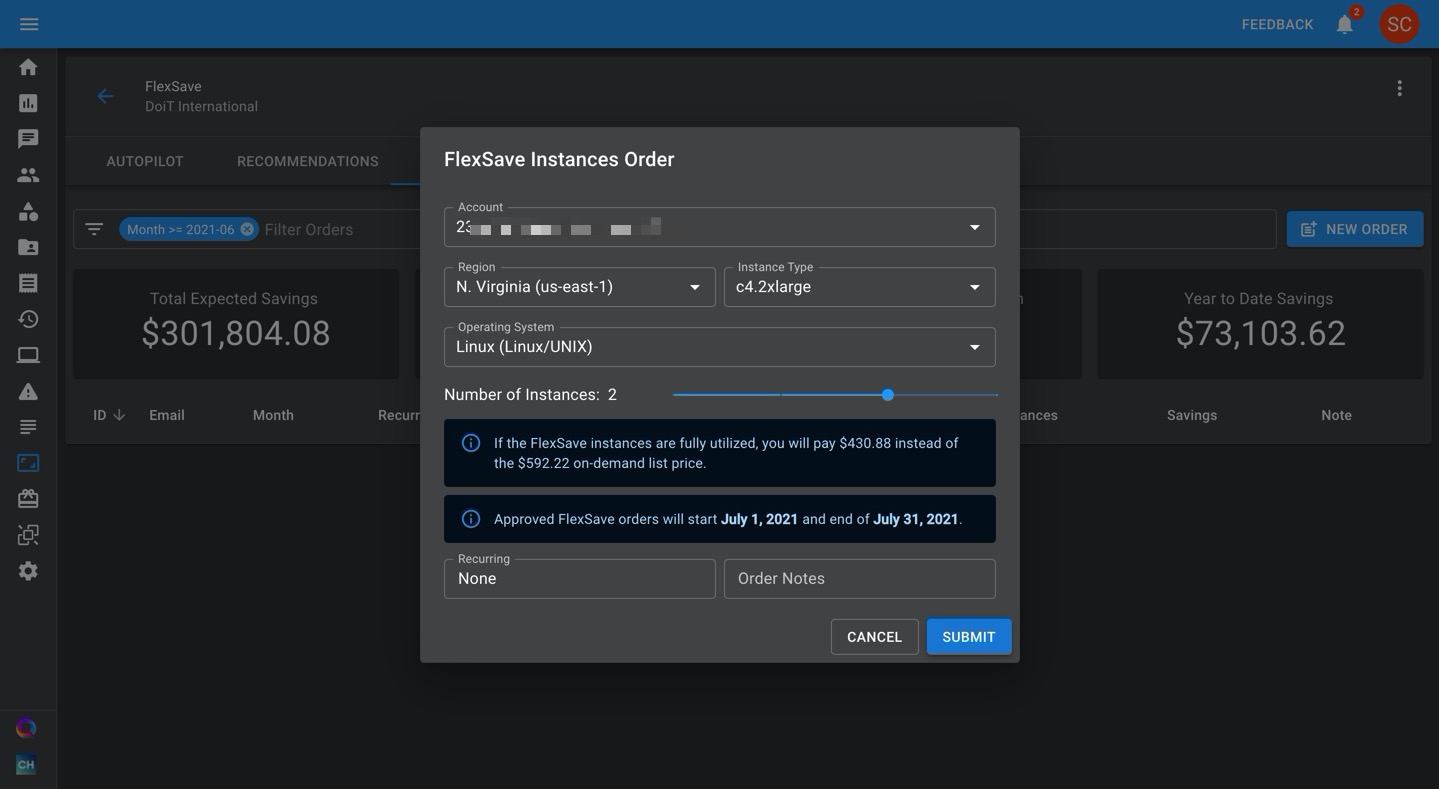 FEEDBACK
2
SC
FlexSave
DoiT International
AUTOPILOT
RECOMMENDATIONS
Month >= 2021-06
Filter Orders
NEW ORDER
Total Expected Savings
$301,804.08
Year to Date Savings
$73,103.62
ID
Email
Month
Savings
Note
FlexSave Instances Order
Account
Region
N. Virginia (us-east-1)
Instance Type
c4.2xlarge
Operating System
Linux (Linux/UNIX)
Number of Instances: 2
If the FlexSave instances are fully utilized, you will pay $430.88 instead of
the $592.22 on-demand list price.
Approved FlexSave orders will start July 1, 2021 and end of July 31, 2021.
Recurring
None
Order Notes
CANCEL
SUBMIT
CH